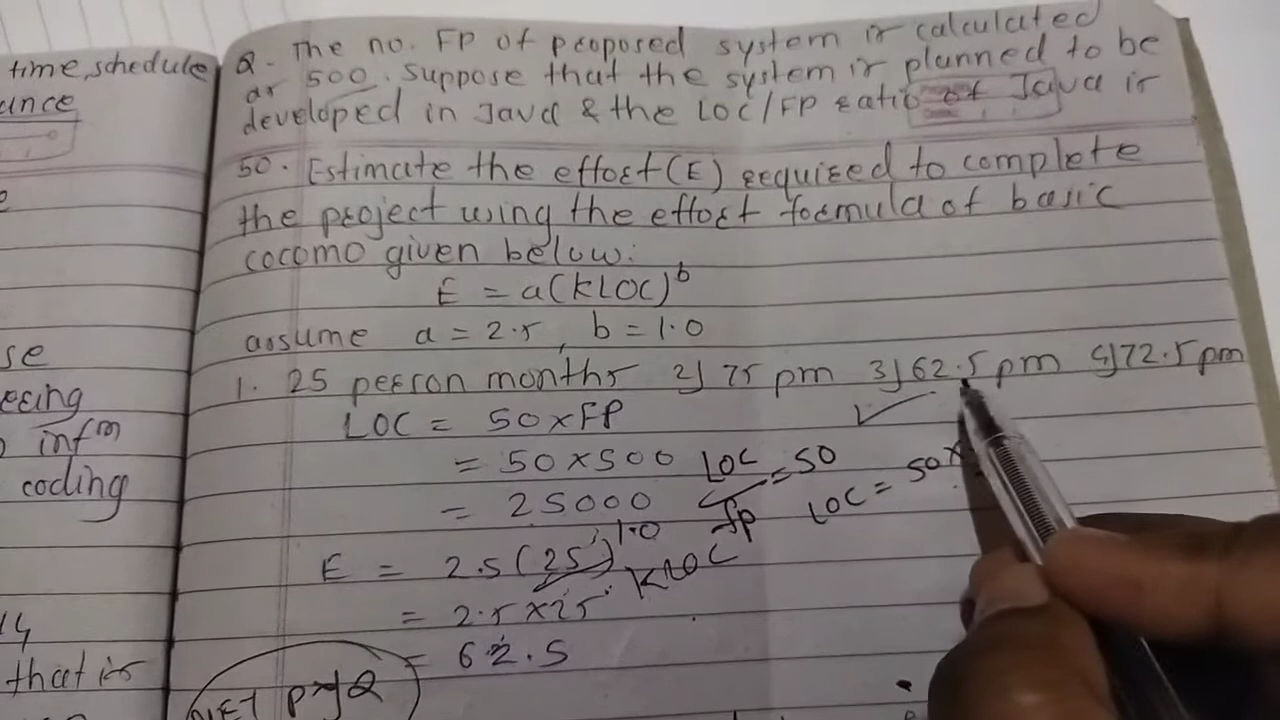 time, schedule
ance
se
eering
infm
coding
14
that is
Q. The no. FP of proposed system is calculated
as 500. Suppose that the system is planned to be
developed in Java & the LOC/FP ratio of Java is
50. Estimate the effort(E) required to complete
the project using the effort formula of basic
cocomo given below:
E = a(KLOC)^b
assume a = 2.5, b = 1.0
1. 25 person months 2) 75 pm 3) 62.5 pm 4) 72.5 pm
LOC = 50 x FP
= 50 x 500 LOC/fp = 50 LOC = 50 x
= 25000
E = 2.5 (25)^1.0 KLOC
= 2.5 x 25
= 62.5
NET PYQ